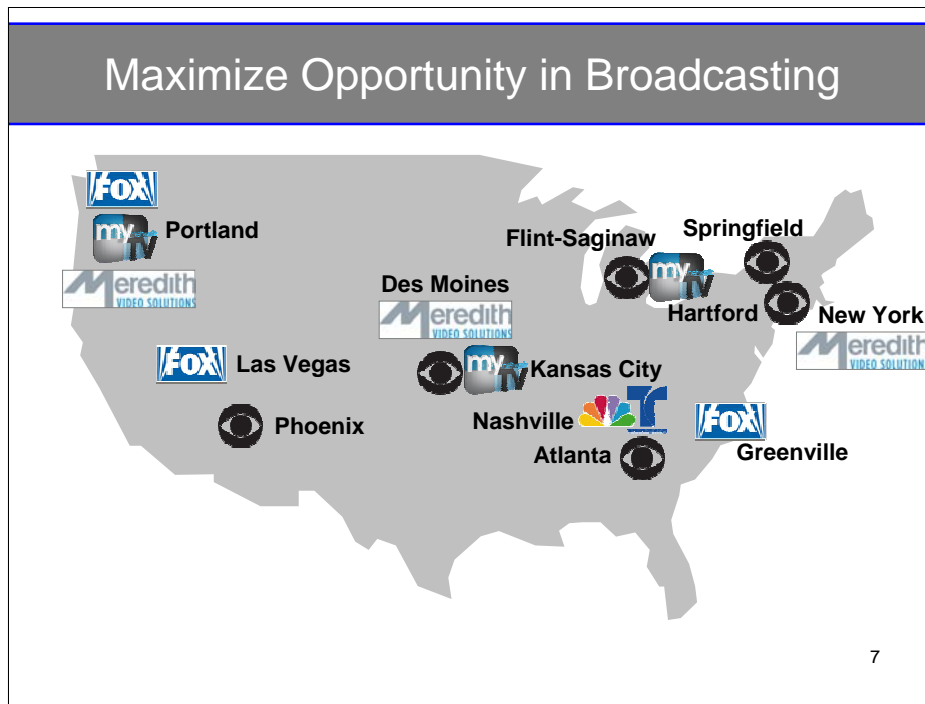 Maximize Opportunity in Broadcasting
FOX
my TV
Portland
Meredith
VIDEO SOLUTIONS
Flint-Saginaw
my TV
Springfield
Hartford
New York
Meredith
VIDEO SOLUTIONS
Des Moines
Meredith
VIDEO SOLUTIONS
my TV
Kansas City
FOX
Las Vegas
Phoenix
Nashville
Atlanta
FOX
Greenville
7